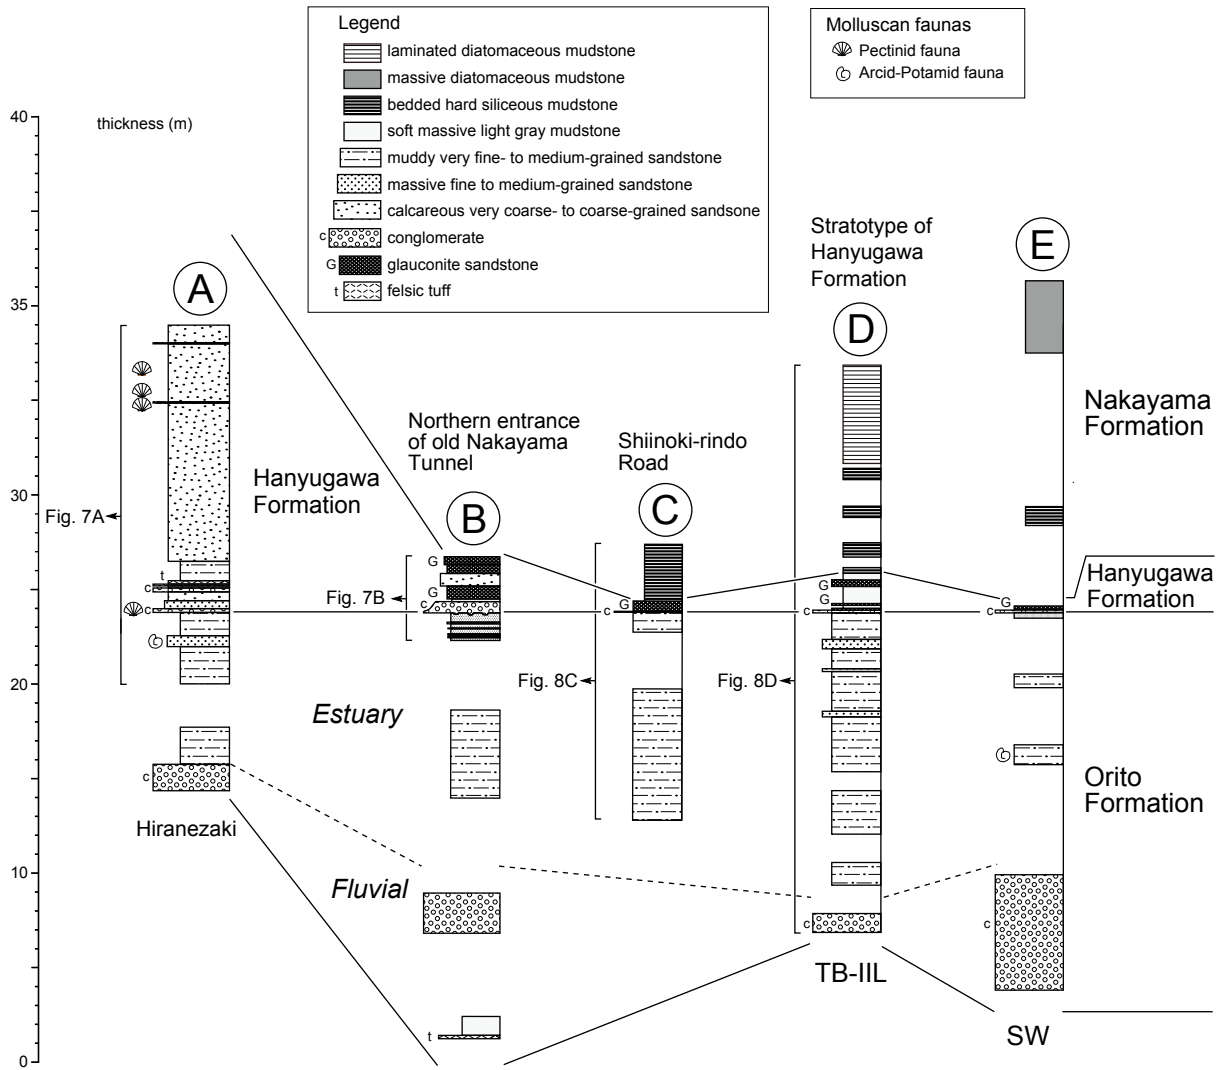 Legend
laminated diatomaceous mudstone
massive diatomaceous mudstone
bedded hard siliceous mudstone
soft massive light gray mudstone
muddy very fine- to medium-grained sandstone
massive fine to medium-grained sandstone
calcareous very coarse- to coarse-grained sandsone
c conglomerate
G glauconite sandstone
t felsic tuff
Molluscan faunas
Pectinid fauna
Arcid-Potamid fauna
40
thickness (m)
35
30
20
10
0
A
Fig. 7A
t
c
c
c
Hiranezaki
Hanyugawa
Formation
Northern entrance
of old Nakayama
Tunnel
B
G
G
c
Fig. 7B
t
Estuary
Fluvial
Shiinoki-rindo
Road
C
G
c
Fig. 8C
Stratotype of
Hanyugawa
Formation
D
G
G
c
Fig. 8D
c
TB-IIL
E
G
c
c
SW
Nakayama
Formation
Hanyugawa
Formation
Orito
Formation